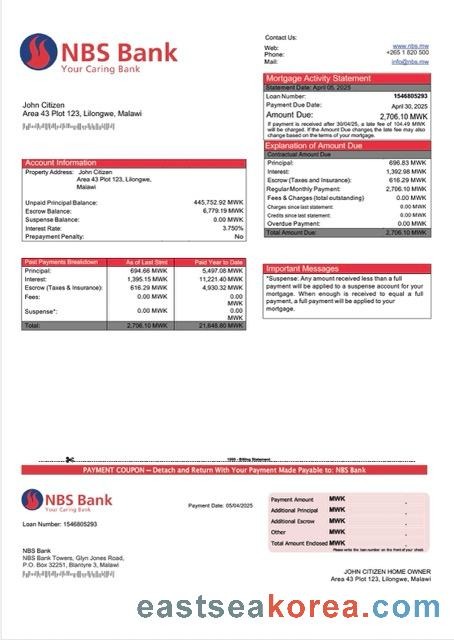 NBS Bank
Your Caring Bank
Contact Us:
Web: www.nbs.mw
Phone: +265 1 820 500
Mail: info@nbs.mw
John Citizen
Area 43 Plot 123, Lilongwe, Malawi
Mortgage Activity Statement
Statement Date: April 05, 2025
Loan Number: 1546805293
Payment Due Date: April 30, 2025
Amount Due: 2,706.10 MWK
If payment is received after 30/04/25, a late fee of 104.49 MWK
will be charged. If the Amount Due changes, the late fee may also
change based on the terms of your mortgage.
Explanation of Amount Due
Contractual Amount Due
Principal: 696.83 MWK
Interest: 1,392.98 MWK
Escrow (Taxes and Insurance): 616.29 MWK
Regular Monthly Payment: 2,706.10 MWK
Fees & Charges (total outstanding) 0.00 MWK
Charges since last statement: 0.00 MWK
Credits since last statement: 0.00 MWK
Overdue Payment: 0.00 MWK
Total Amount Due: 2,706.10 MWK
Account Information
Property Address: John Citizen
Area 43 Plot 123, Lilongwe,
Malawi
Unpaid Principal Balance: 445,752.92 MWK
Escrow Balance: 6,779.19 MWK
Suspense Balance: 0.00 MWK
Interest Rate: 3.750%
Prepayment Penalty: No
Past Payments Breakdown As of Last Stmt Paid Year to Date
Principal: 694.66 MWK 5,497.08 MWK
Interest: 1,395.15 MWK 11,221.40 MWK
Escrow (Taxes & Insurance): 616.29 MWK 4,930.32 MWK
Fees: 0.00 MWK 0.00
MWK
Suspense*: 0.00 MWK 0.00
MWK
Total: 2,706.10 MWK 21,648.80 MWK
Important Messages
*Suspense: Any amount received less than a full
payment will be applied to a suspense account for your
mortgage. When enough is received to equal a full
payment, a full payment will be applied to your
mortgage.
Billing Statement
PAYMENT COUPON – Detach and Return With Your Payment Made Payable to: NBS Bank
NBS Bank
Your Caring Bank
Payment Date: 05/04/2025
Loan Number: 1546805293
Payment Amount MWK .
Additional Principal MWK .
Additional Escrow MWK .
Other MWK .
Total Amount Enclosed MWK .
Please write the loan number on the front of your check.
NBS Bank
NBS Bank Towers, Glyn Jones Road,
P.O. Box 32251, Blantyre 3, Malawi
JOHN CITIZEN HOME OWNER
Area 43 Plot 123, Lilongwe, Malawi
eastseakorea.com